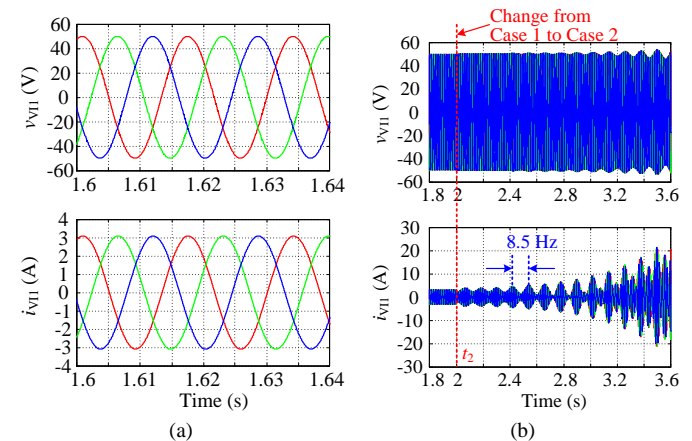 Change from
Case 1 to Case 2
60
40
20
0
-20
-40
-60
v_VI1 (V)
1.6 1.61 1.62 1.63 1.64
60
40
20
0
-20
-40
-60
v_VI1 (V)
1.8 2 2.4 2.8 3.2 3.6
4
3
2
1
0
-1
-2
-3
-4
i_VI1 (A)
1.6 1.61 1.62 1.63 1.64
Time (s)
(a)
30
20
10
0
-10
-20
-30
i_VI1 (A)
8.5 Hz
t_2
1.8 2 2.4 2.8 3.2 3.6
Time (s)
(b)